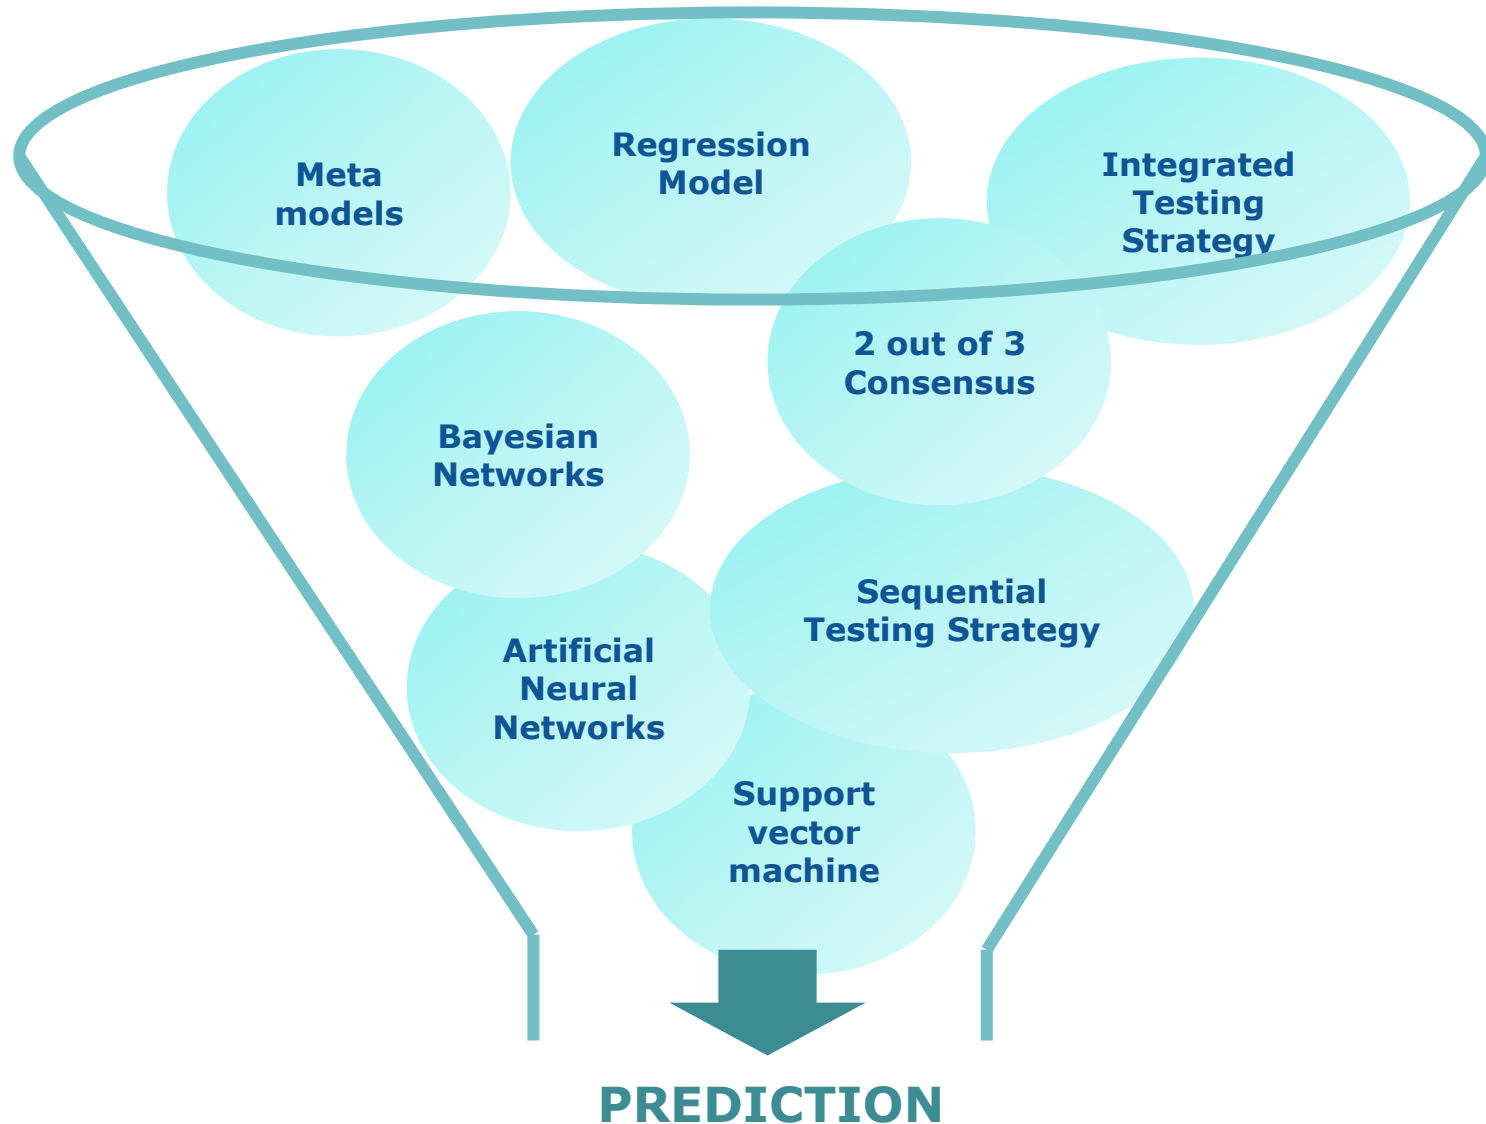 Meta
models
Regression
Model
Integrated
Testing
Strategy
2 out of 3
Consensus
Bayesian
Networks
Sequential
Testing Strategy
Artificial
Neural
Networks
Support
vector
machine
PREDICTION